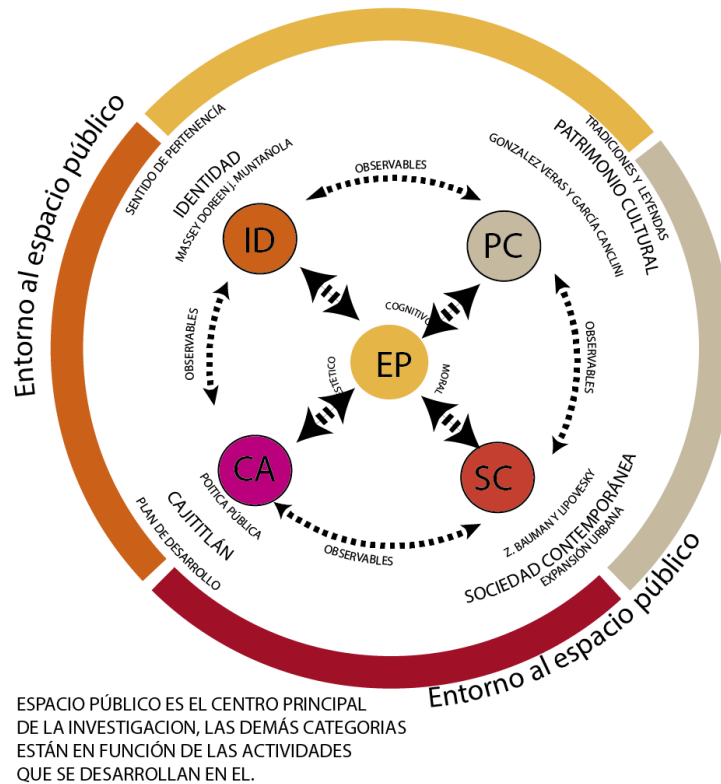 Entorno al espacio público
SENTIDO DE PERTENENCÍA
IDENTIDAD
MASSEY DOREEN J. MUNTAÑOLA
ID
OBSERVABLES
TRADICIONES Y LEYENDAS
PATRIMONIO CULTURAL
GONZALEZ VERAS Y GARCÍA CANCLINI
PC
OBSERVABLES
COGNITIVO
EP
ESTETICO
MORAL
OBSERVABLES
CA
POITICA PÚBLICA
CAJITITLÁN
PLAN DE DESARROLLO
OBSERVABLES
SC
Z. BAUMAN Y LIPOVESKY
SOCIEDAD CONTEMPORÁNEA
EXPANSIÓN URBANA
Entorno al espacio público
ESPACIO PÚBLICO ES EL CENTRO PRINCIPAL
DE LA INVESTIGACION, LAS DEMÁS CATEGORIAS
ESTÁN EN FUNCIÓN DE LAS ACTIVIDADES
QUE SE DESARROLLAN EN EL.